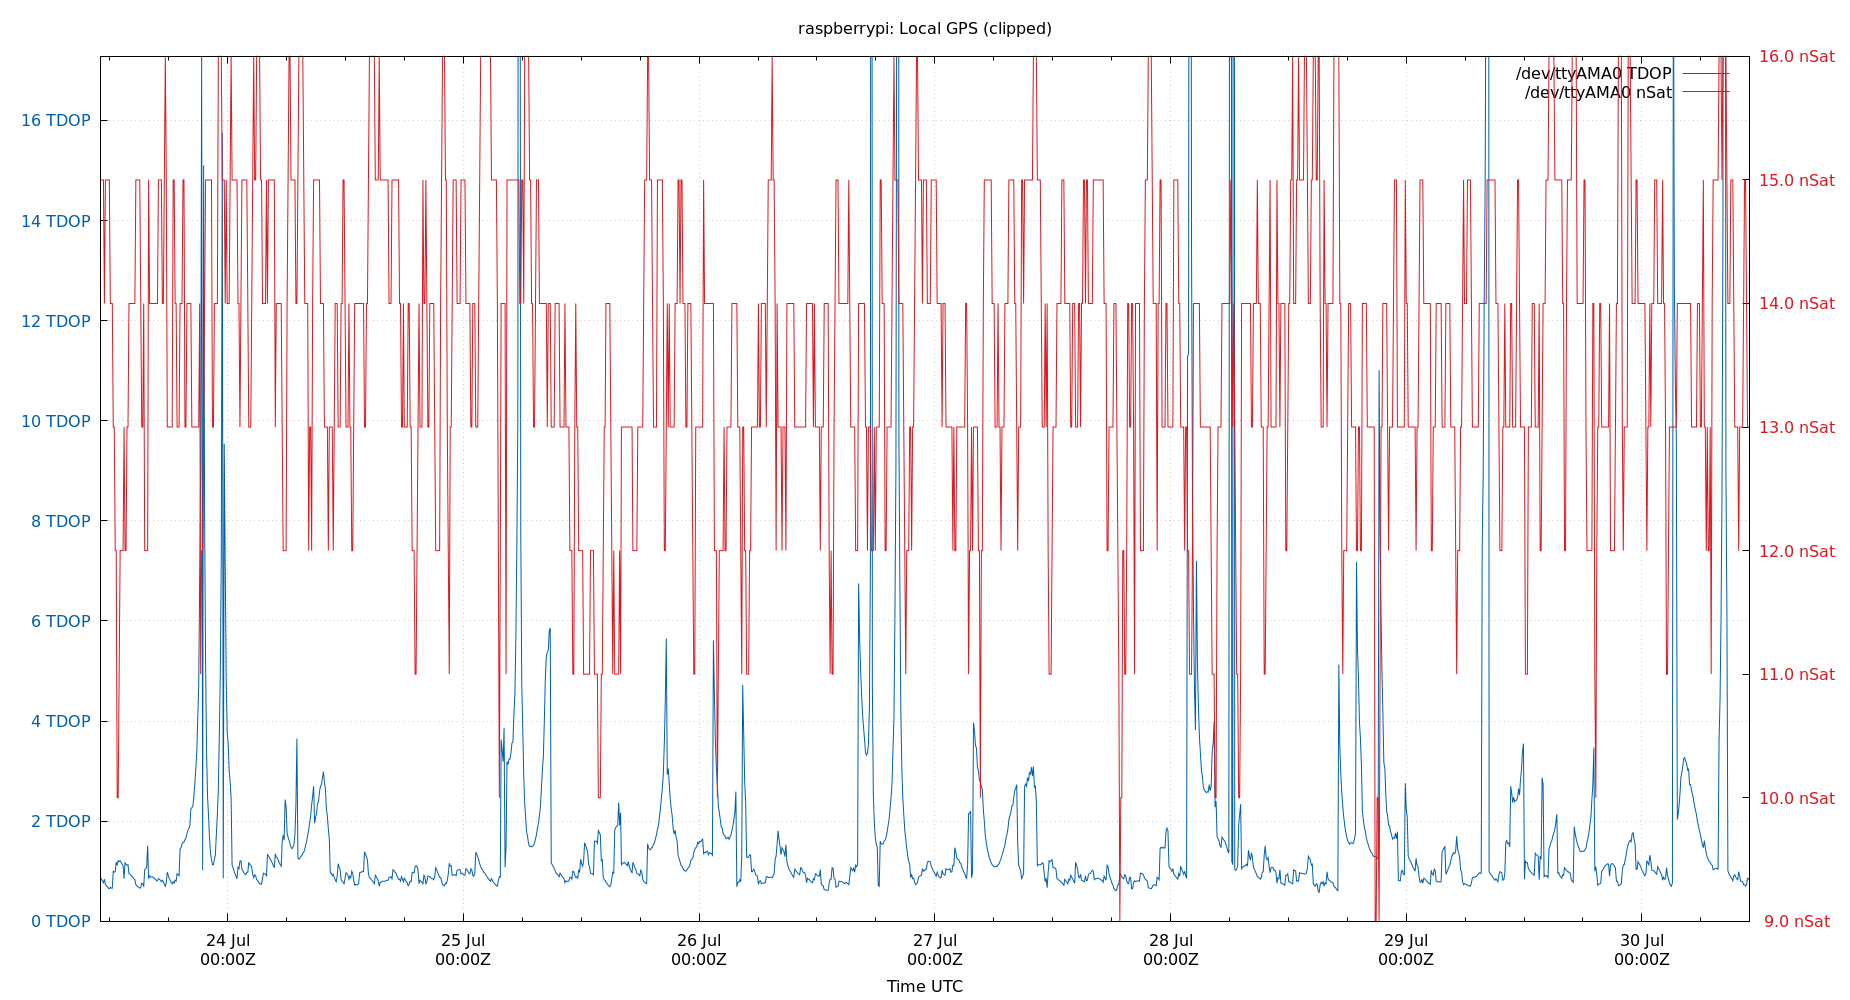 raspberrypi: Local GPS (clipped)
/dev/ttyAMA0 TDOP
/dev/ttyAMA0 nSat
16 TDOP
14 TDOP
12 TDOP
10 TDOP
8 TDOP
6 TDOP
4 TDOP
2 TDOP
0 TDOP
16.0 nSat
15.0 nSat
14.0 nSat
13.0 nSat
12.0 nSat
11.0 nSat
10.0 nSat
9.0 nSat
24 Jul
00:00Z
25 Jul
00:00Z
26 Jul
00:00Z
27 Jul
00:00Z
28 Jul
00:00Z
29 Jul
00:00Z
30 Jul
00:00Z
Time UTC